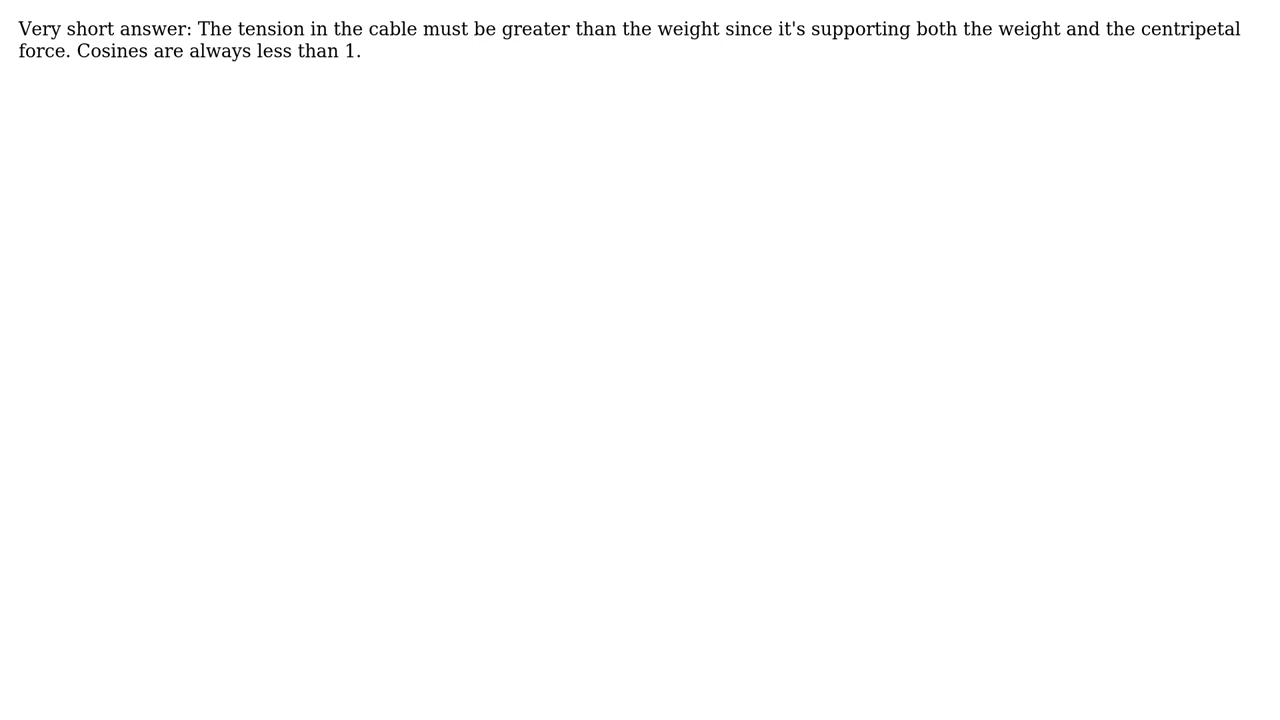 Very short answer: The tension in the cable must be greater than the weight since it's supporting both the weight and the centripetal
force. Cosines are always less than 1.